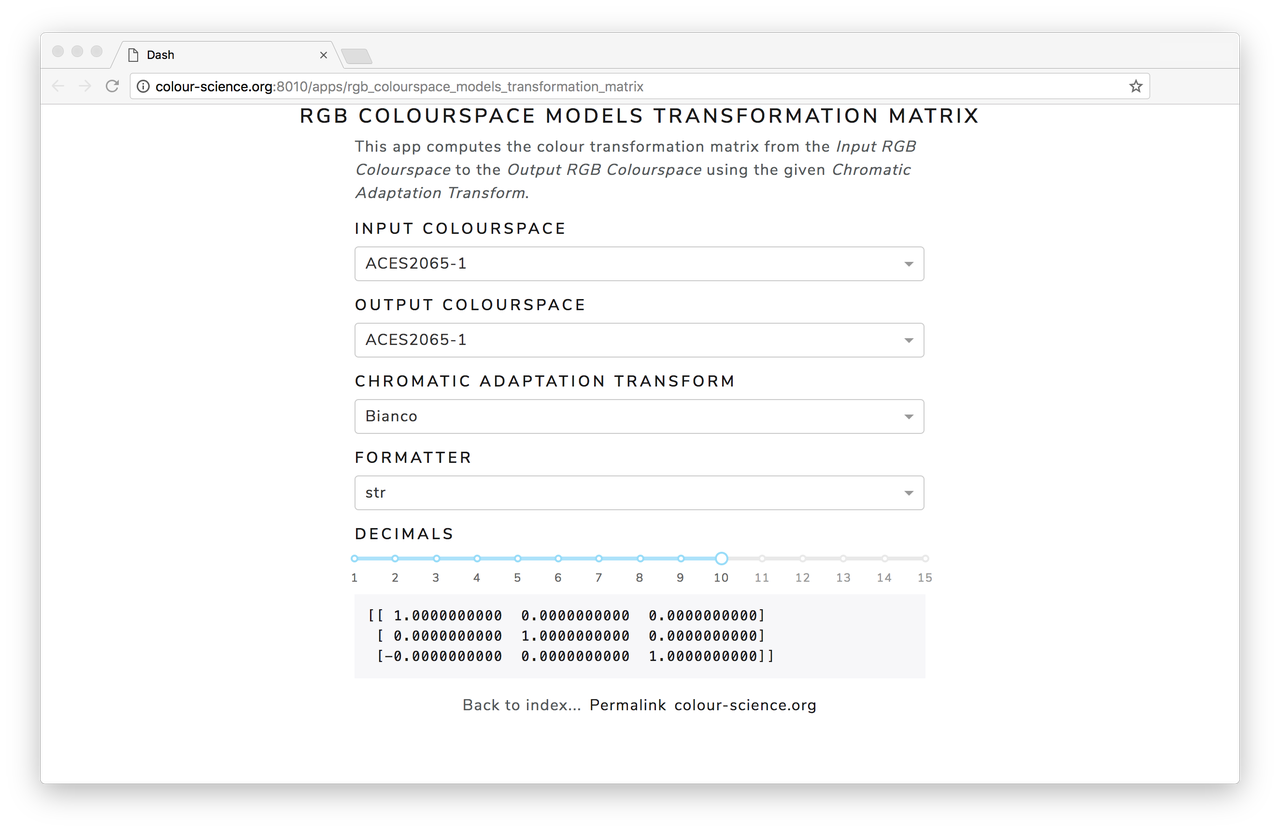 Dash
colour-science.org:8010/apps/rgb_colourspace_models_transformation_matrix
RGB COLOURSPACE MODELS TRANSFORMATION MATRIX
This app computes the colour transformation matrix from the Input RGB
Colourspace to the Output RGB Colourspace using the given Chromatic
Adaptation Transform.
INPUT COLOURSPACE
ACES2065-1
OUTPUT COLOURSPACE
ACES2065-1
CHROMATIC ADAPTATION TRANSFORM
Bianco
FORMATTER
str
DECIMALS
1 2 3 4 5 6 7 8 9 10 11 12 13 14 15
[[ 1.0000000000  0.0000000000  0.0000000000]
 [ 0.0000000000  1.0000000000  0.0000000000]
 [-0.0000000000  0.0000000000  1.0000000000]]
Back to index... Permalink colour-science.org